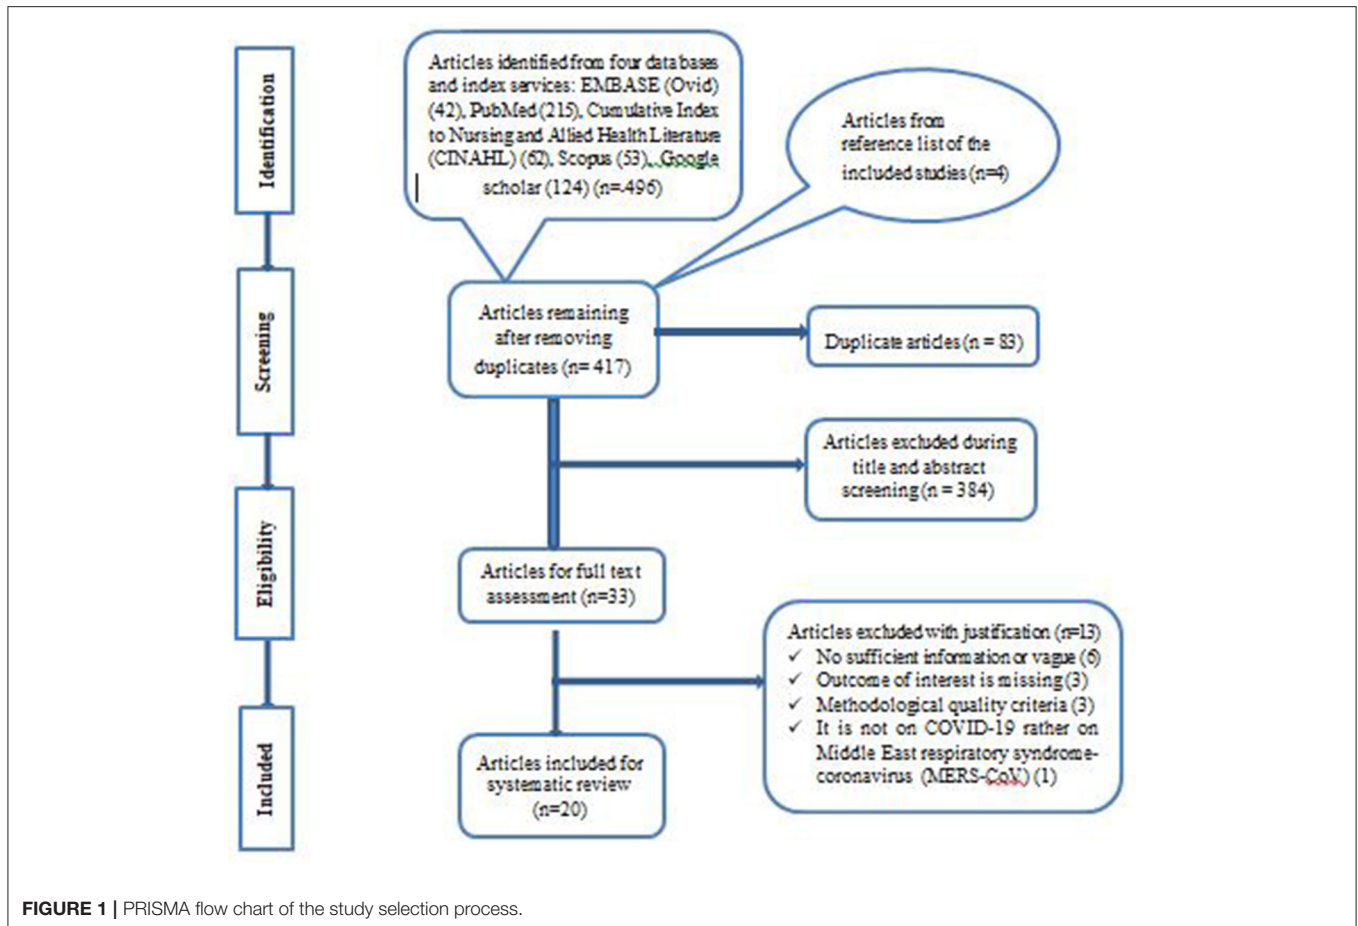 Identification
Articles identified from four databases
and index services: EMBASE (Ovid)
(42), PubMed (215), Cumulative Index
to Nursing and Allied Health Literature
(CINAHL) (62), Scopus (53), Google
scholar (124) (n=496)
Articles from
reference list of the
included studies (n=4)
Screening
Articles remaining
after removing
duplicates (n= 417)
Duplicate articles (n = 83)
Articles excluded during
title and abstract
screening (n = 384)
Eligibility
Articles for full text
assessment (n=33)
Articles excluded with justification (n=13)
✓ No sufficient information or vague (6)
✓ Outcome of interest is missing (3)
✓ Methodological quality criteria (3)
✓ It is not on COVID-19 rather on
Middle East respiratory syndrome-
coronavirus (MERS-CoV) (1)
Included
Articles included for
systematic review
(n=20)
FIGURE 1 | PRISMA flow chart of the study selection process.